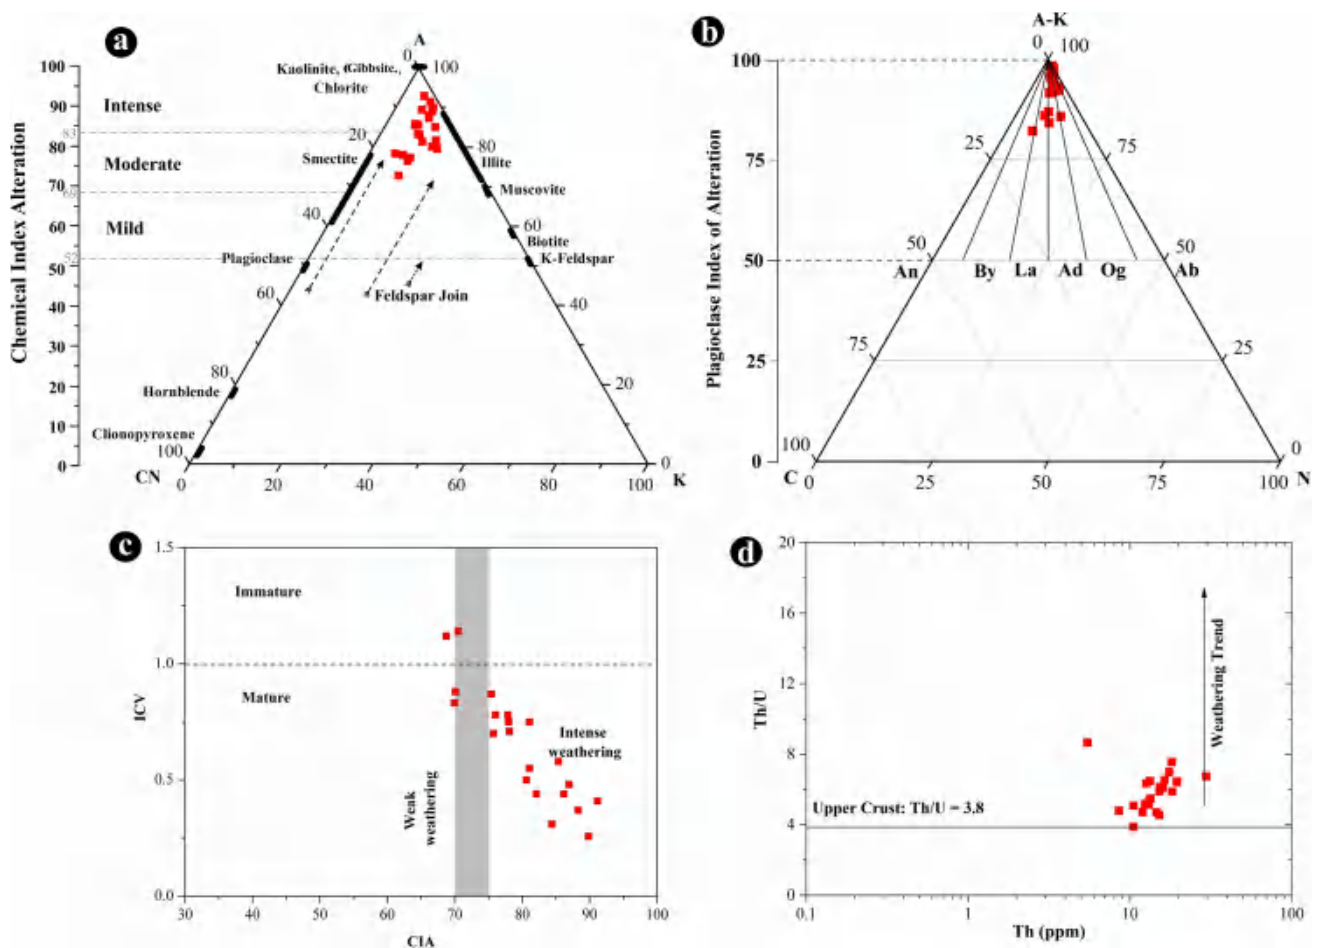 a
A
0
100
Kaolinite, (Gibbsite,,
Chlorite
Chemical Index Alteration
100
90
80
70
60
50
40
30
20
10
0
Intense
83
Moderate
Mild
52
20
40
60
80
100
80
60
40
20
0
Smectite
Illite
Muscovite
Biotite
K-Feldspar
Plagioclase
Feldspar Join
Hornblende
Clionopyroxene
CN
K
0
20
40
60
80
100
b
A-K
0
100
Plagioclase Index of Alteration
100
75
50
25
0
25
75
50
50
An
By
La
Ad
Og
Ab
75
25
100
0
C
N
0
25
50
75
100
c
ICV
1.5
1.0
0.5
0.0
Immature
Mature
Weak
weathering
Intense
weathering
30
40
50
60
70
80
90
100
CIA
d
Th/U
20
16
12
8
4
0
Weathering Trend
Upper Crust: Th/U = 3.8
0.1
1
10
100
Th (ppm)